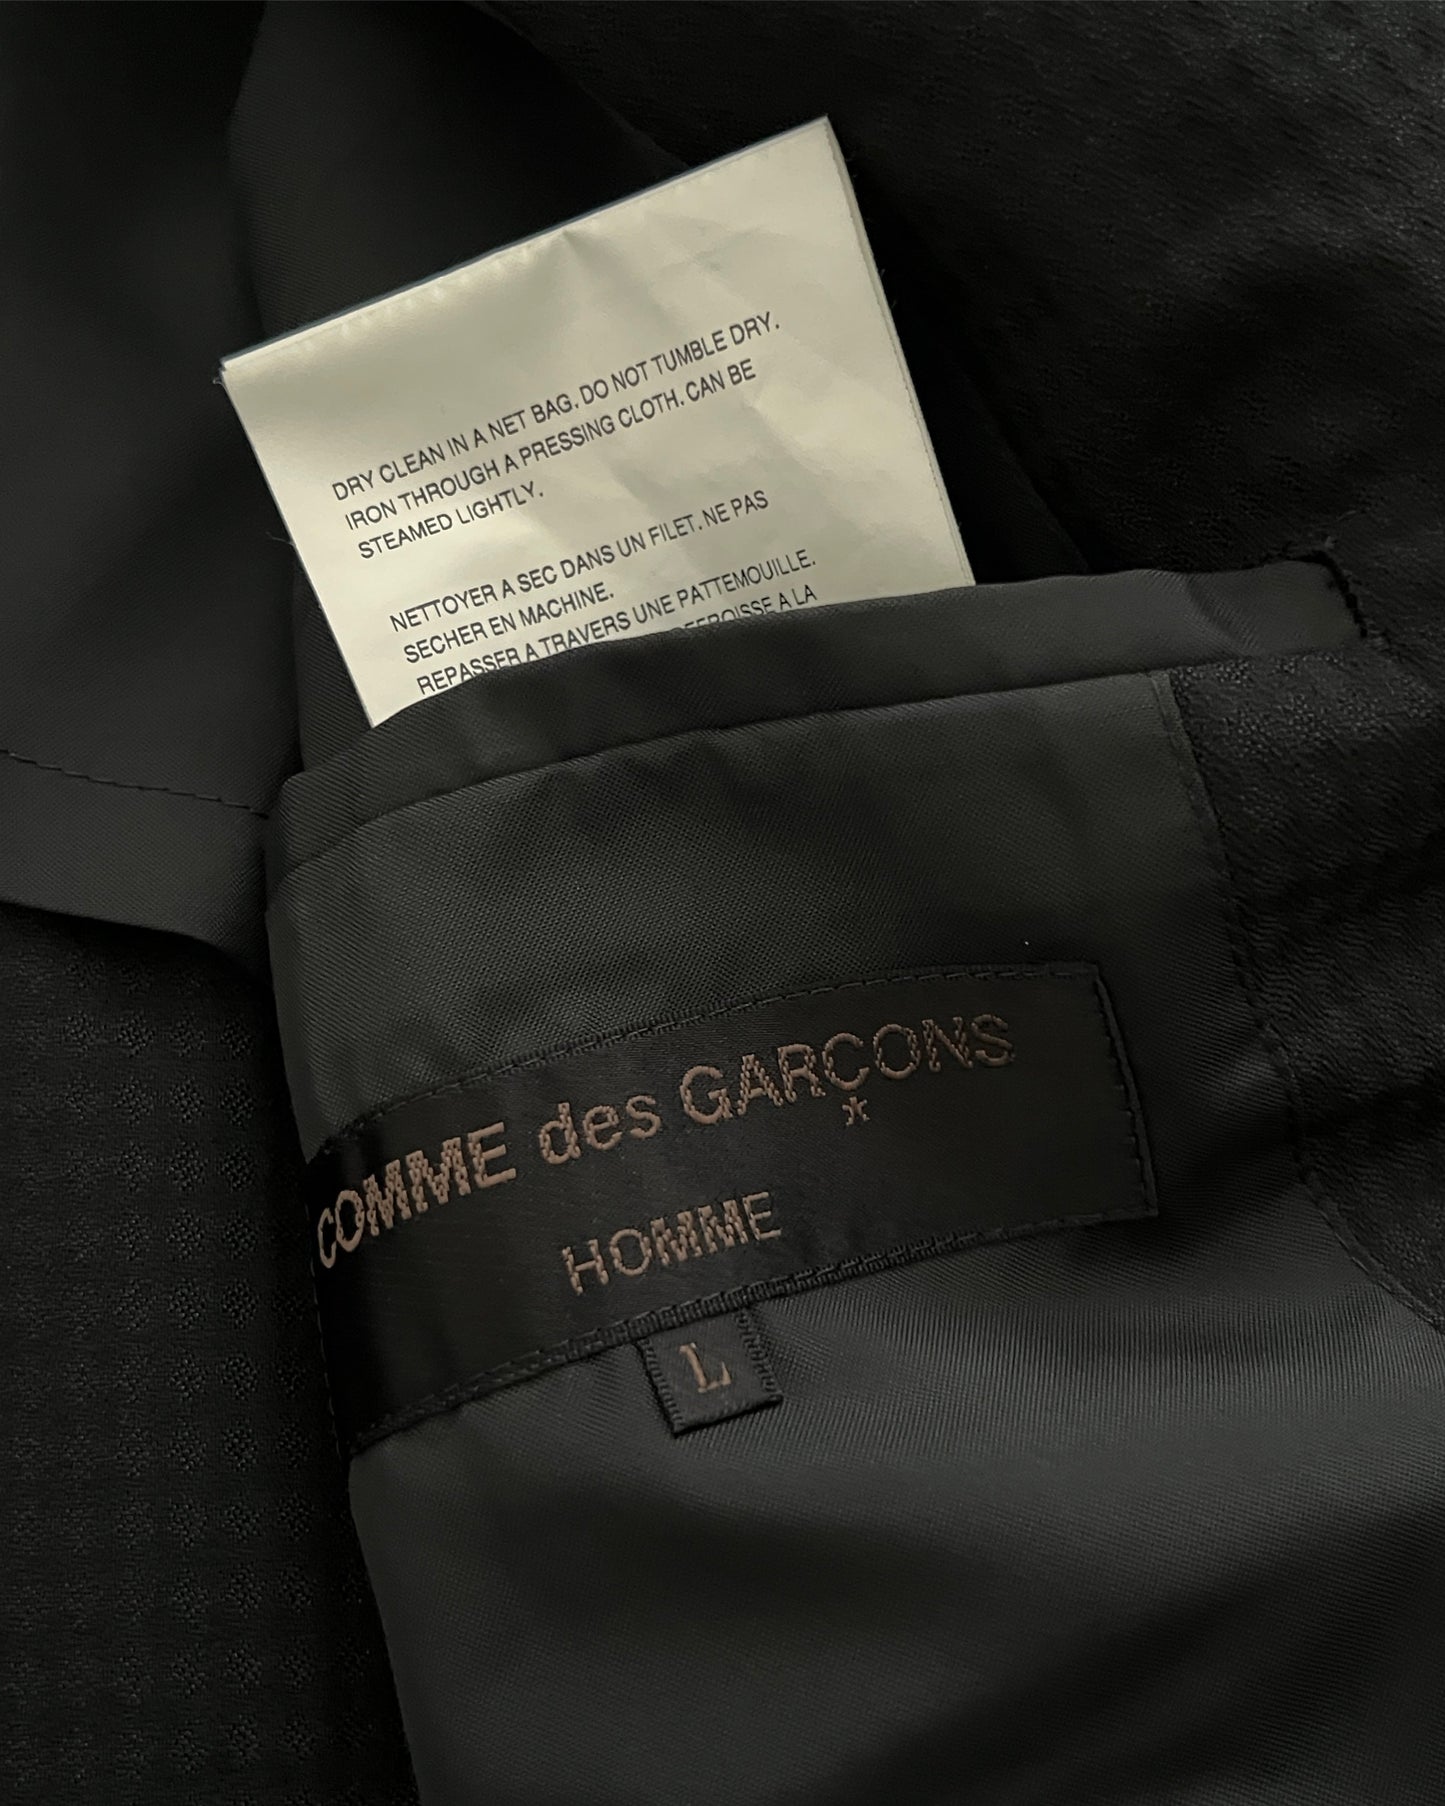 DRY CLEAN IN A NET BAG. DO NOT TUMBLE DRY.
IRON THROUGH A PRESSING CLOTH. CAN BE
STEAMED LIGHTLY.
NETTOYER A SEC DANS UN FILET. NE PAS
SECHER EN MACHINE.
REPASSER A TRAVERS UNE PATTEMOUILLE.
A LA
COMME des GARÇONS
HOMME
L